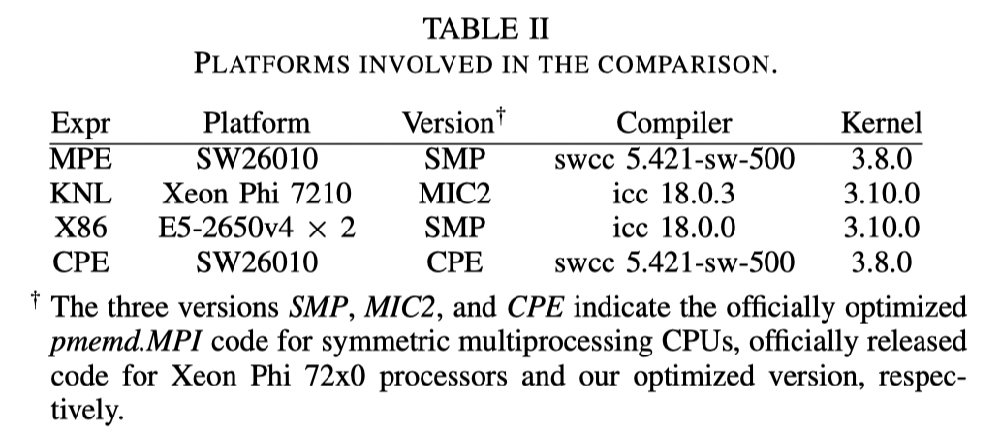 TABLE II
PLATFORMS INVOLVED IN THE COMPARISON.
Expr Platform Version† Compiler Kernel
MPE SW26010 SMP swcc 5.421-sw-500 3.8.0
KNL Xeon Phi 7210 MIC2 icc 18.0.3 3.10.0
X86 E5-2650v4 × 2 SMP icc 18.0.0 3.10.0
CPE SW26010 CPE swcc 5.421-sw-500 3.8.0
† The three versions SMP, MIC2, and CPE indicate the officially optimized
pmemd.MPI code for symmetric multiprocessing CPUs, officially released
code for Xeon Phi 72x0 processors and our optimized version, respec-
tively.